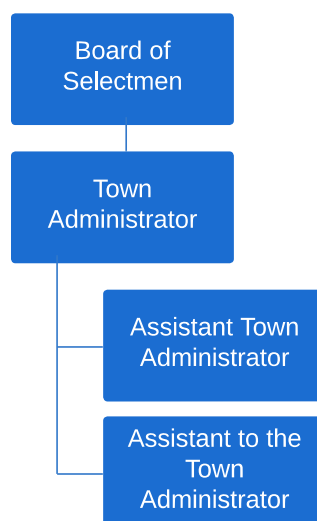 Board of
Selectmen
Town
Administrator
Assistant Town
Administrator
Assistant to the
Town
Administrator